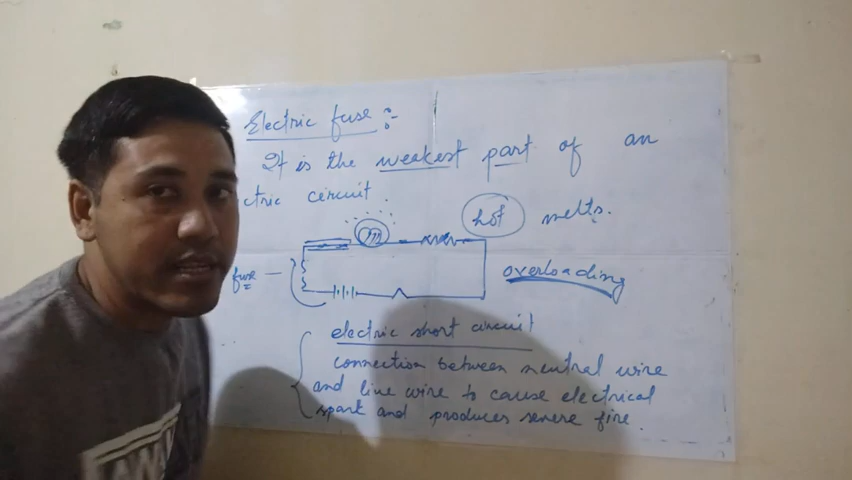 Electric fuse :-
It is the weakest part of an
ctric circuit.
hot melts.
fuse
overloading
electric short circuit
connection between neutral wire
and live wire to cause electrical
spark and produces severe fire.